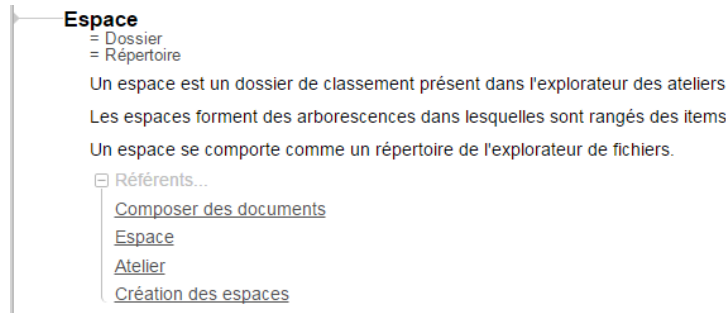 Espace
= Dossier
= Répertoire
Un espace est un dossier de classement présent dans l'explorateur des ateliers
Les espaces forment des arborescences dans lesquelles sont rangés des items
Un espace se comporte comme un répertoire de l'explorateur de fichiers.
Référents...
Composer des documents
Espace
Atelier
Création des espaces